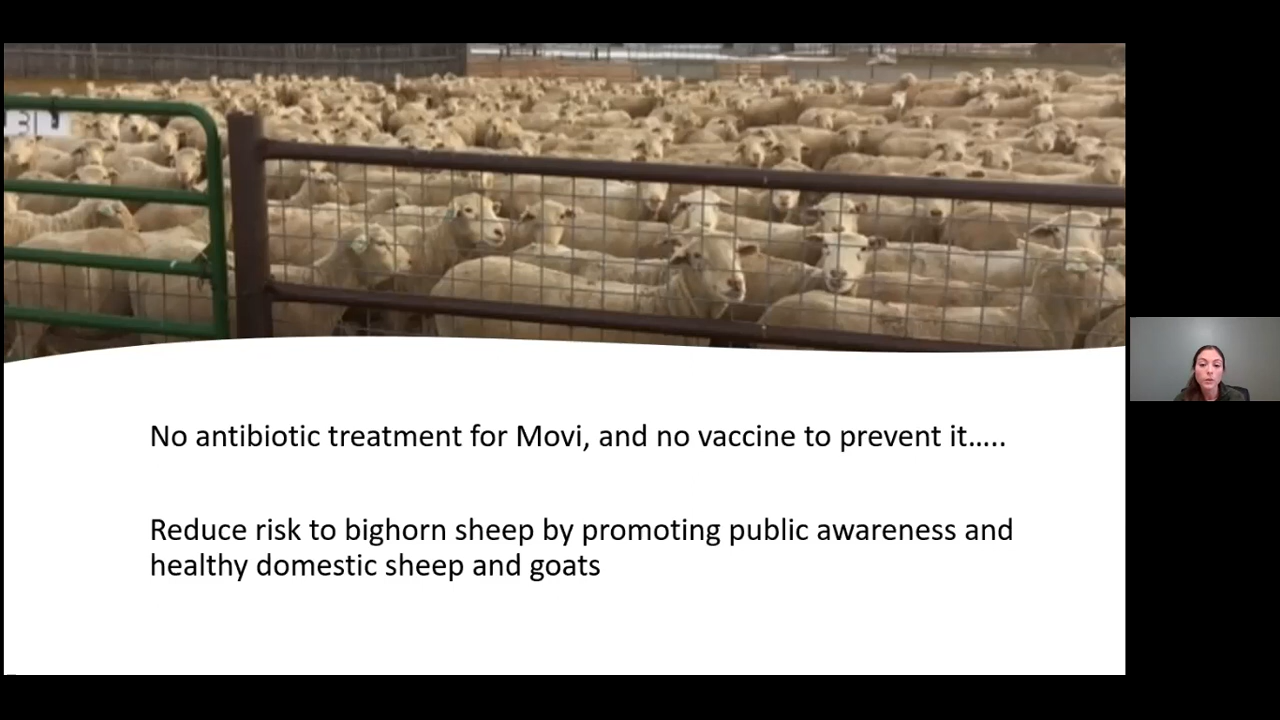 No antibiotic treatment for Movi, and no vaccine to prevent it…..
Reduce risk to bighorn sheep by promoting public awareness and
healthy domestic sheep and goats